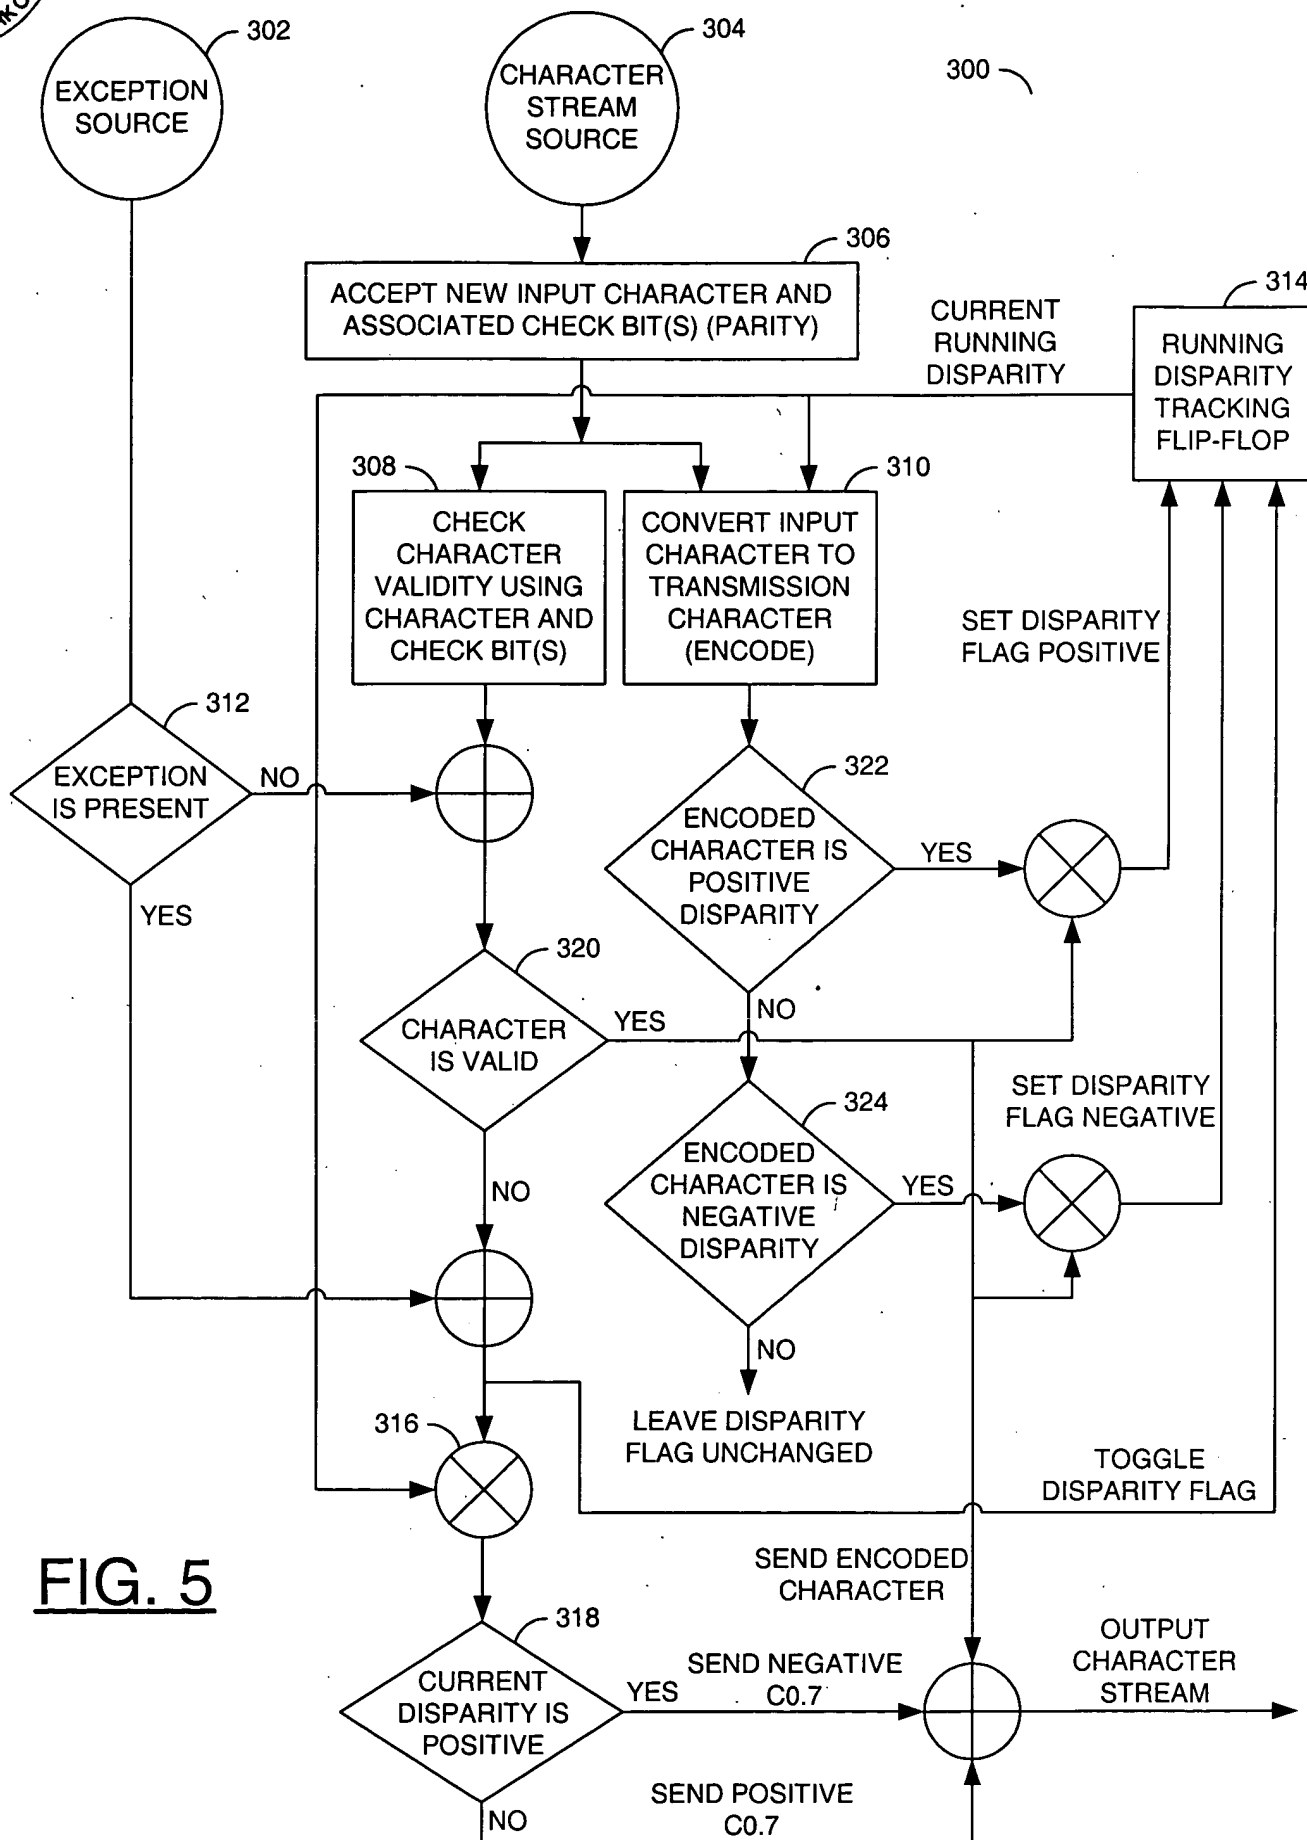 302
304
300
EXCEPTION
SOURCE
CHARACTER
STREAM
SOURCE
306
ACCEPT NEW INPUT CHARACTER AND
ASSOCIATED CHECK BIT(S) (PARITY)
CURRENT
RUNNING
DISPARITY
314
RUNNING
DISPARITY
TRACKING
FLIP-FLOP
308
310
CHECK
CHARACTER
VALIDITY USING
CHARACTER AND
CHECK BIT(S)
CONVERT INPUT
CHARACTER TO
TRANSMISSION
CHARACTER
(ENCODE)
SET DISPARITY
FLAG POSITIVE
312
EXCEPTION
IS PRESENT
NO
YES
322
ENCODED
CHARACTER IS
POSITIVE
DISPARITY
YES
NO
320
CHARACTER
IS VALID
YES
NO
324
ENCODED
CHARACTER IS
NEGATIVE
DISPARITY
YES
NO
SET DISPARITY
FLAG NEGATIVE
LEAVE DISPARITY
FLAG UNCHANGED
316
TOGGLE
DISPARITY FLAG
FIG. 5
SEND ENCODED
CHARACTER
318
CURRENT
DISPARITY IS
POSITIVE
YES
NO
SEND NEGATIVE
C0.7
OUTPUT
CHARACTER
STREAM
SEND POSITIVE
C0.7